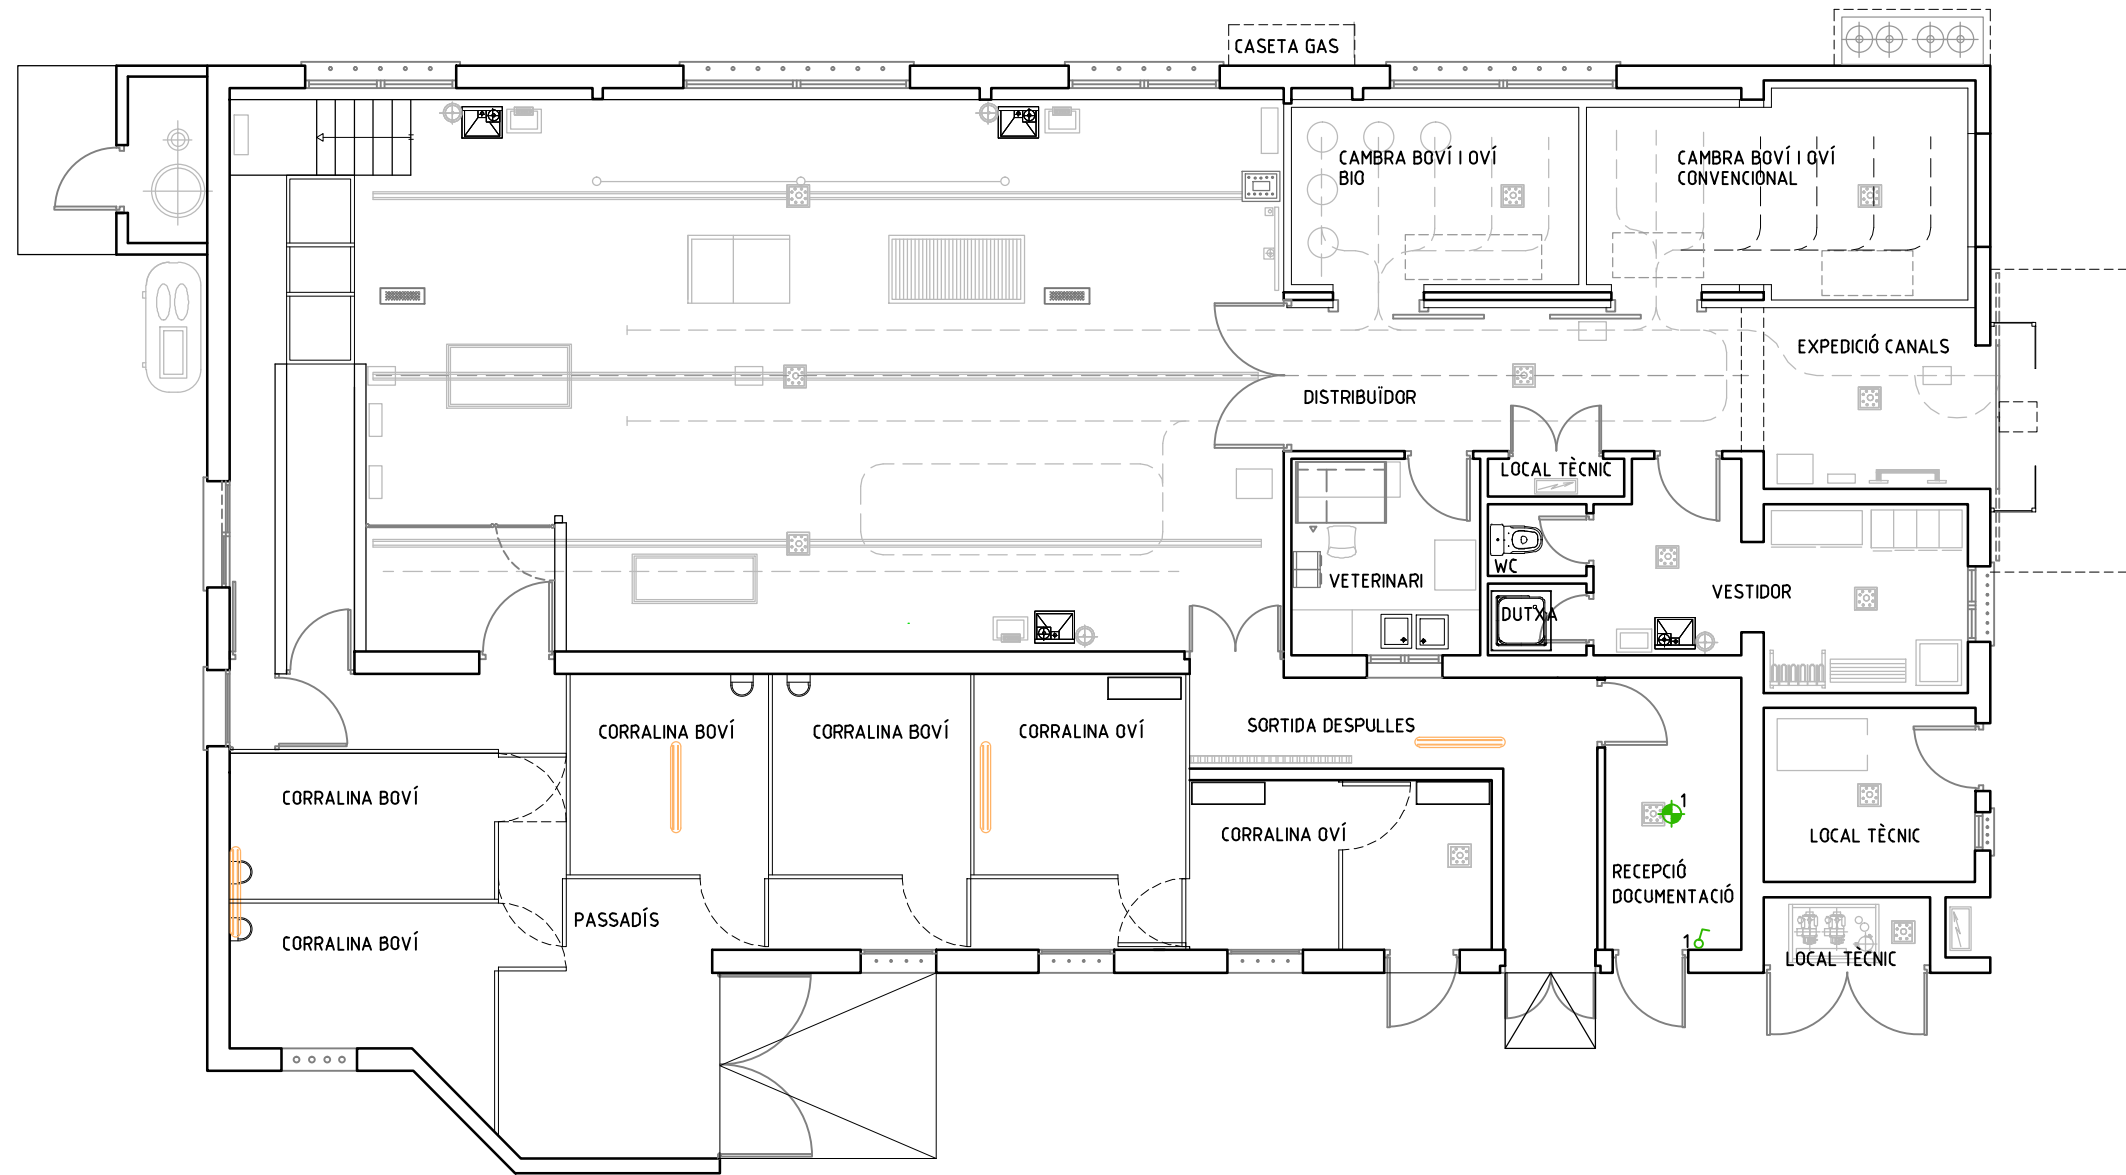 CASETA GAS
CAMBRA BOVÍ I OVÍ
BIO
CAMBRA BOVÍ I OVÍ
CONVENCIONAL
EXPEDICIÓ CANALS
DISTRIBUÏDOR
LOCAL TÈCNIC
WC
VETERINARI
DUTXA
VESTIDOR
SORTIDA DESPULLES
CORRALINA BOVÍ
CORRALINA BOVÍ
CORRALINA OVÍ
CORRALINA BOVÍ
1
CORRALINA OVÍ
LOCAL TÈCNIC
RECEPCIÓ
DOCUMENTACIÓ
PASSADÍS
CORRALINA BOVÍ
1
LOCAL TÈCNIC